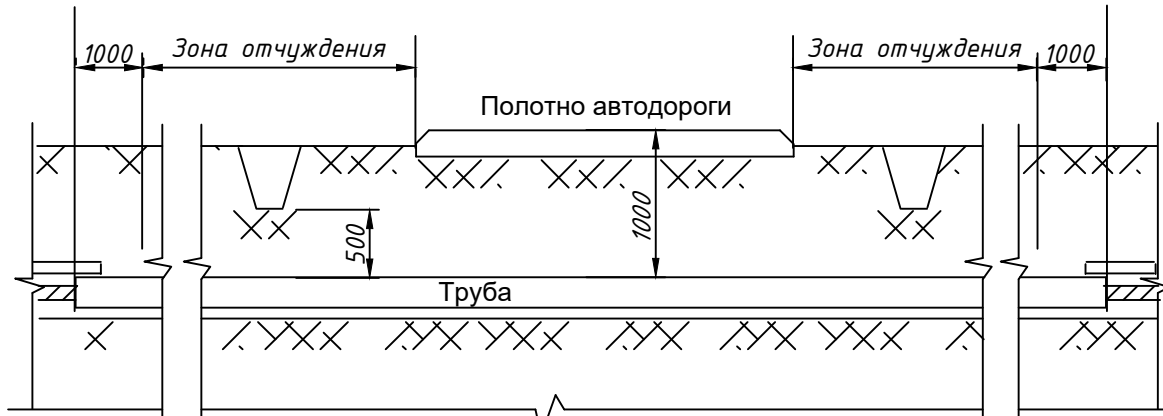 1000 Зона отчуждения Зона отчуждения 1000
Полотно автодороги
500
1000
Труба